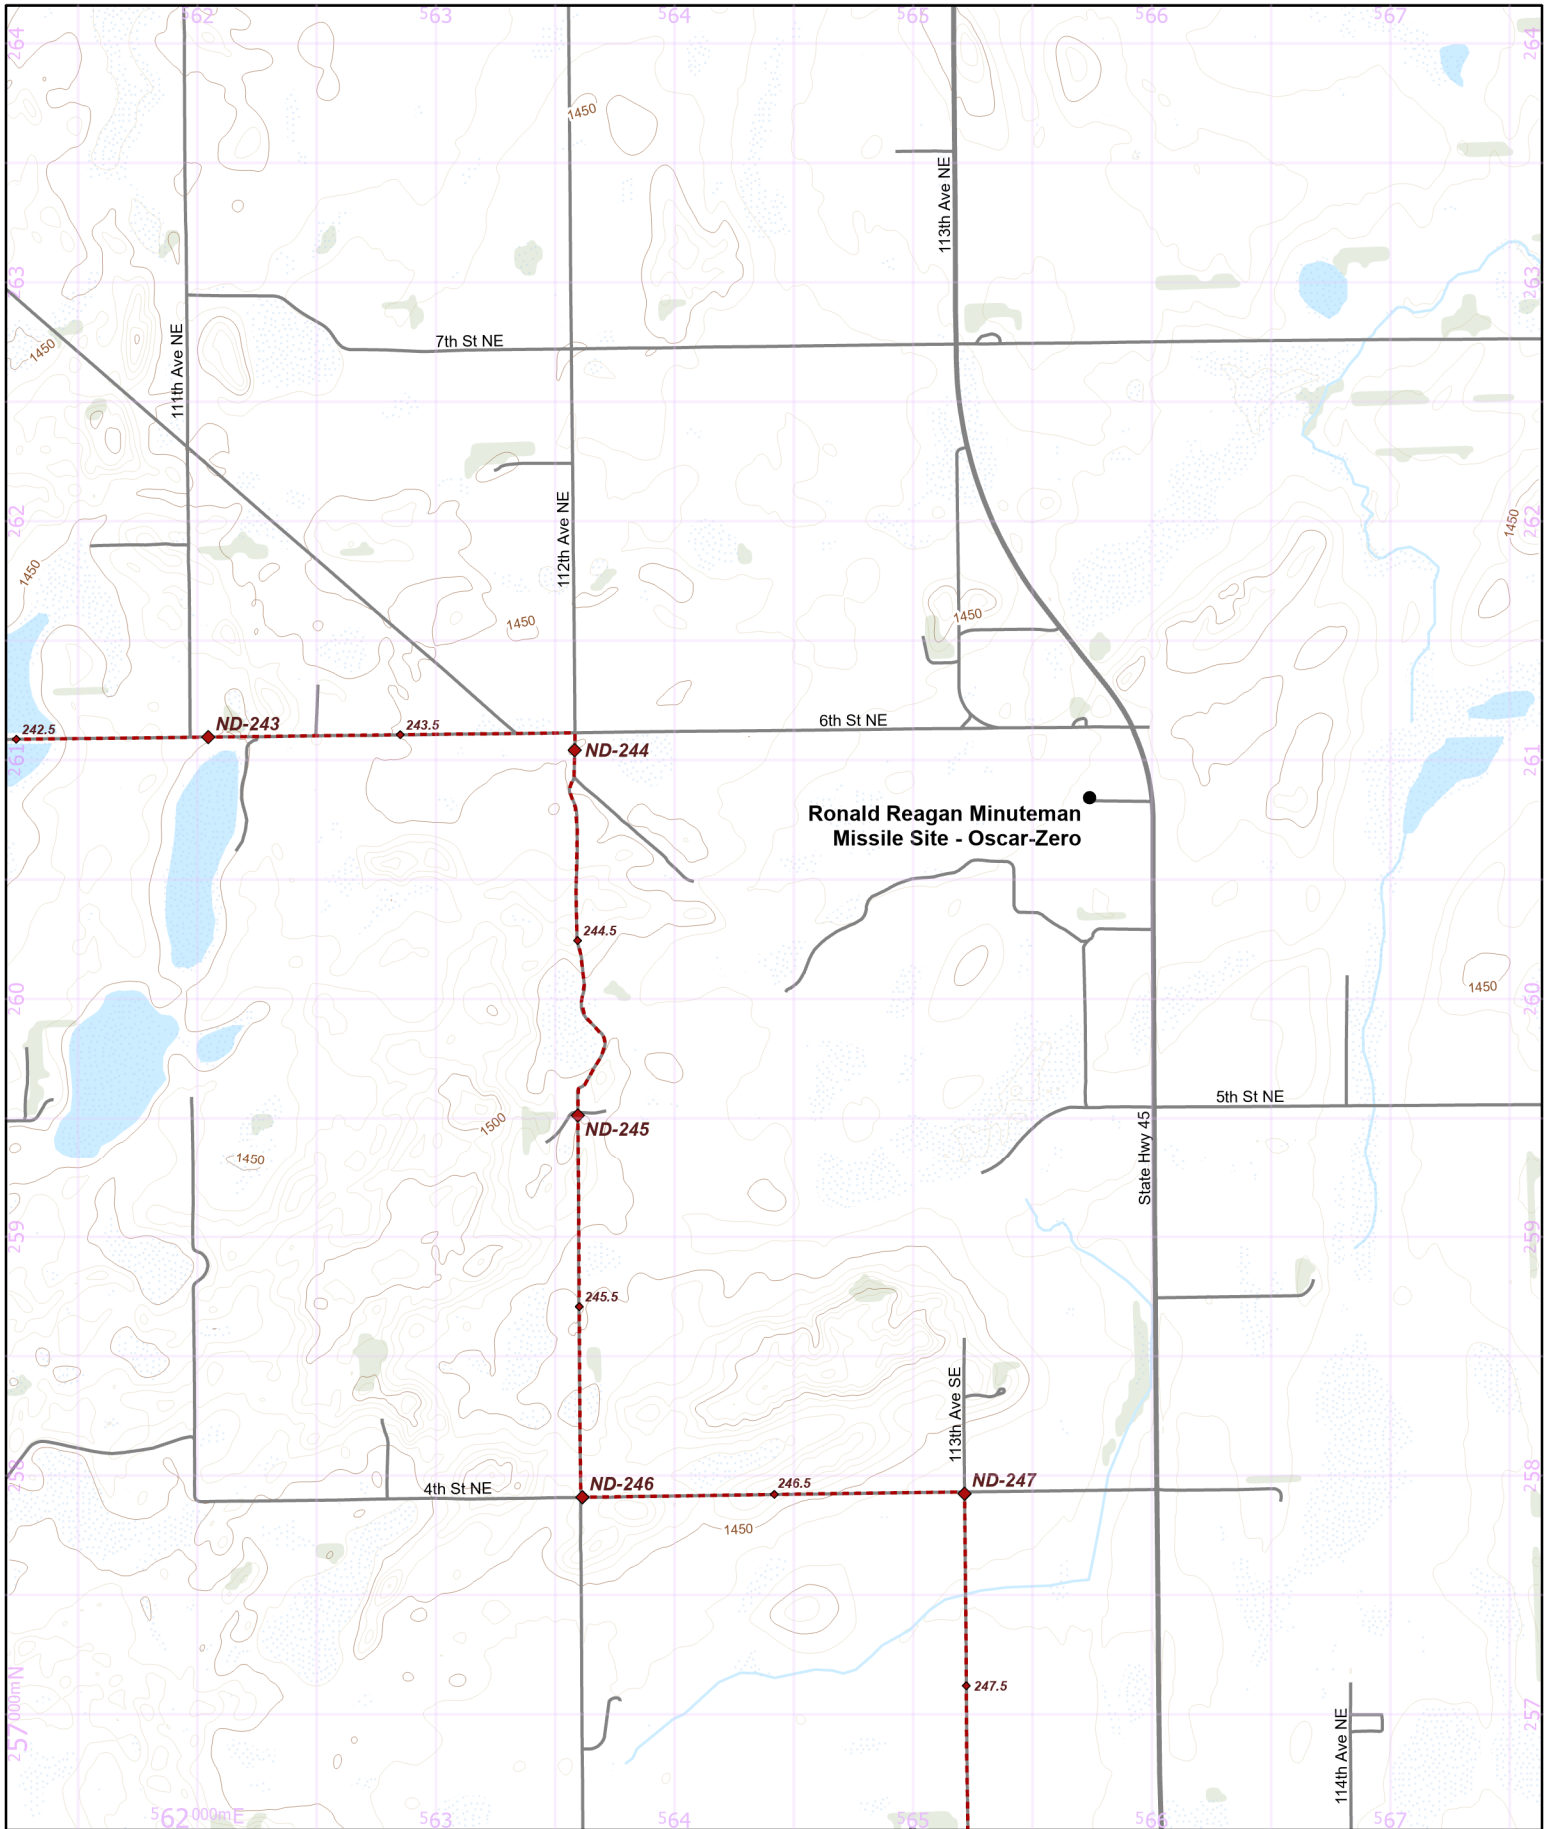 562
563
564
565
566
567
264
264
1450
113th Ave NE
263
263
7th St NE
1450
111th Ave NE
262
262
1450
112th Ave NE
1450
1450
1450
242.5
ND-243
243.5
6th St NE
ND-244
261
261
Ronald Reagan Minuteman
Missile Site - Oscar-Zero
244.5
260
260
1450
5th St NE
1500
ND-245
1450
State Hwy 45
259
259
245.5
113th Ave SE
258
258
4th St NE
ND-246
246.5
ND-247
1450
247.5
257000mN
257
114th Ave NE
562000mE
563
564
565
566
567